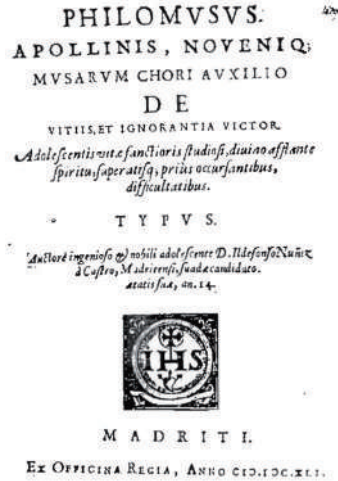 PHILOMVSVS.
APOLLINIS, NOVENIQ;
MVSARVM CHORI AVXILIO
DE
VITIIS, ET IGNORANTIA VICTOR
Adolescentis vitæ sanctioris studiosi, diuino afflante
spiritu, superatisq, priùs occursantibus,
difficultatibus.
TYPVS.
Auctore ingenioso & nobili adolescente D. Ildefonso Nuñez
à Castro, Madritensi, suadæ candidato.
ætatis suæ, an. 14
IHS
MADRITI.
EX OFFICINA REGIA, ANNO CIↃ.IↃC.XLI.